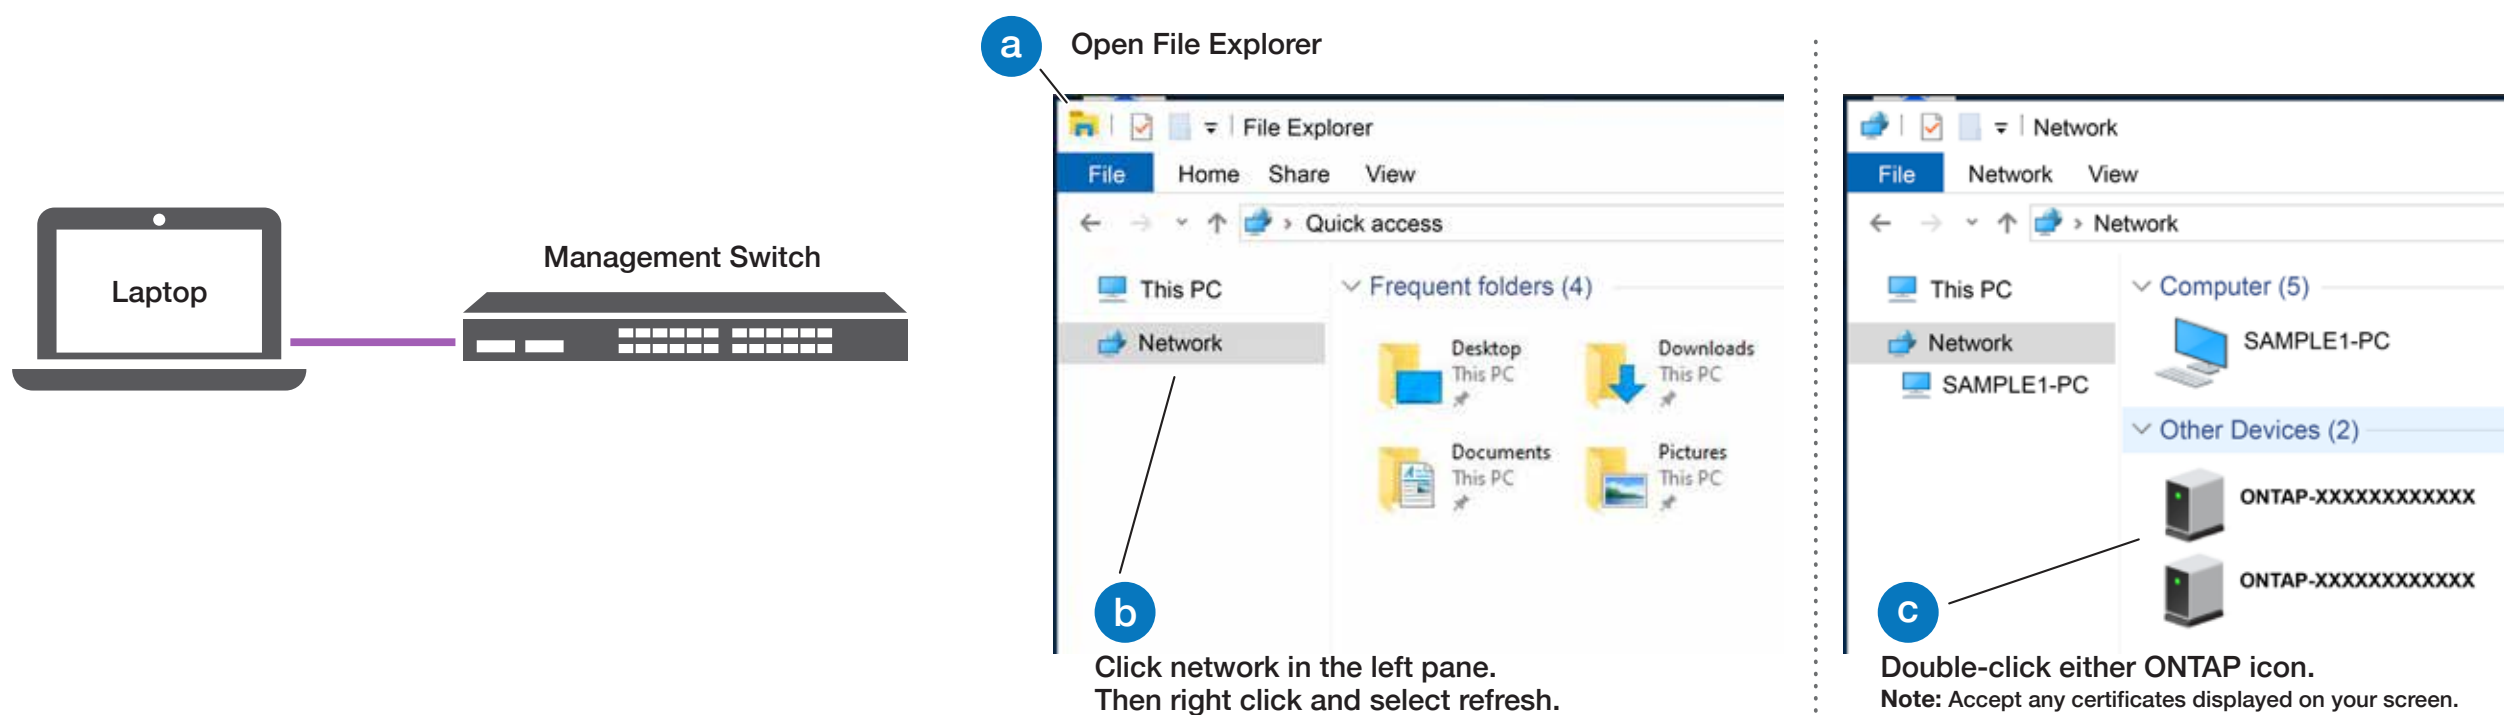 Laptop
Management Switch
a
Open File Explorer
File Explorer
File Home Share View
Quick access
This PC
Network
Frequent folders (4)
Desktop
This PC
Downloads
This PC
Documents
This PC
Pictures
This PC
b
Click network in the left pane.
Then right click and select refresh.
Network
File Network View
Network
This PC
Network
SAMPLE1-PC
Computer (5)
SAMPLE1-PC
Other Devices (2)
ONTAP-XXXXXXXXXXXX
ONTAP-XXXXXXXXXXXX
c
Double-click either ONTAP icon.
Note: Accept any certificates displayed on your screen.